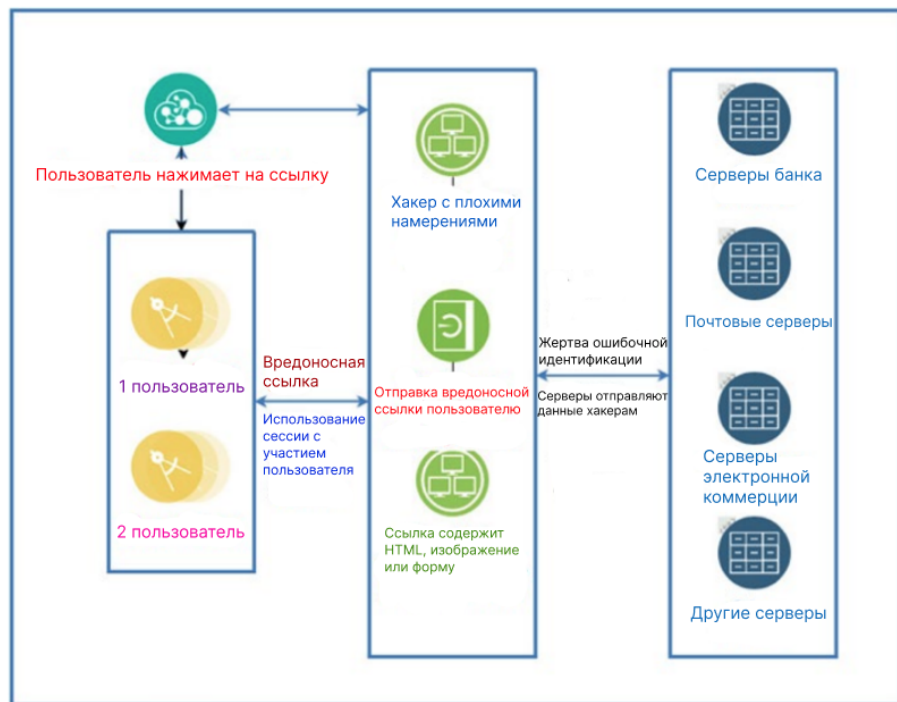 Пользователь нажимает на ссылку
1 пользователь
2 пользователь
Вредоносная
ссылка
Использование
сессии с
участием
пользователя
Хакер с плохими
намерениями
Отправка вредоносной
ссылки пользователю
Ссылка содержит
HTML, изображение
или форму
Жертва ошибочной
идентификации
Серверы отправляют
данные хакерам
Серверы банка
Почтовые серверы
Серверы
электронной
коммерции
Другие серверы